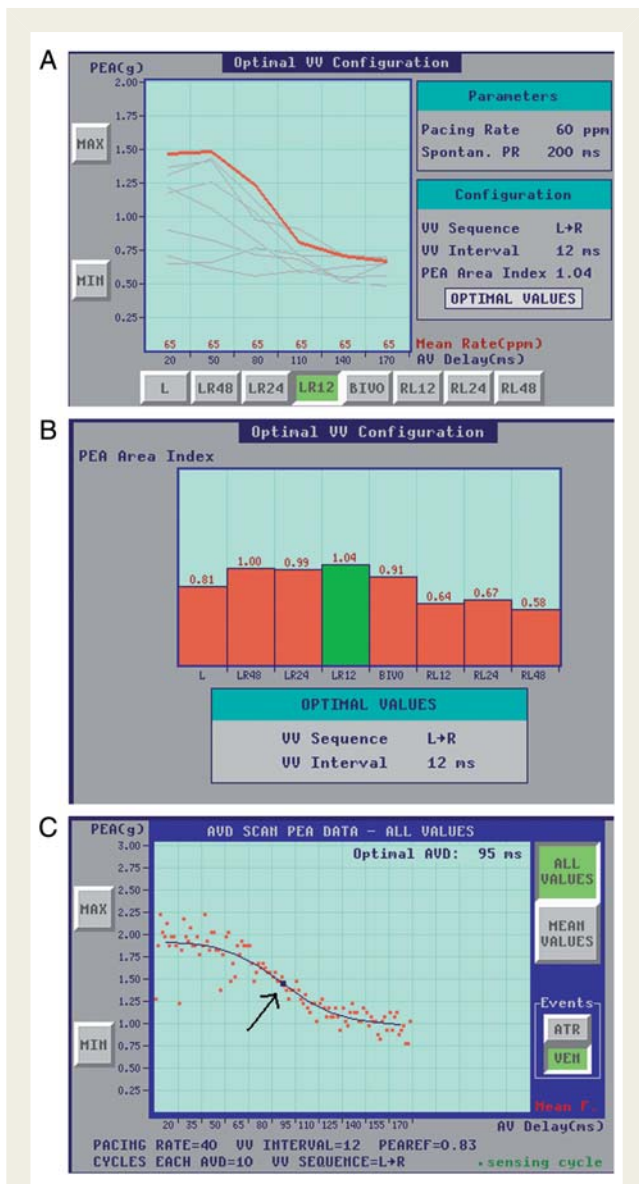 A
PEA(g)
Optimal VV Configuration
2.00
1.75
1.50
1.25
1.00
0.75
0.50
0.25
MAX
MIN
65 65 65 65 65 65
Mean Rate(ppm)
20 50 80 110 140 170
AV Delay(ms)
Parameters
Pacing Rate 60 ppm
Spontan. PR 200 ms
Configuration
VV Sequence L→R
VV Interval 12 ms
PEA Area Index 1.04
OPTIMAL VALUES
L LR48 LR24 LR12 BIV0 RL12 RL24 RL48
B
Optimal VV Configuration
PEA Area Index
0.81 1.00 0.99 1.04 0.91 0.64 0.67 0.58
L LR48 LR24 LR12 BIV0 RL12 RL24 RL48
OPTIMAL VALUES
VV Sequence L→R
VV Interval 12 ms
C
PEA(g)
AVD SCAN PEA DATA - ALL VALUES
Optimal AVD: 95 ms
3.00
2.75
2.50
2.25
2.00
1.75
1.50
1.25
1.00
0.75
0.50
0.25
MAX
MIN
ALL
VALUES
MEAN
VALUES
Events
ATR
VEN
Mean F.
20 35 50 65 80 95 110 125 140 155 170
AV Delay(ms)
PACING RATE=40 VV INTERVAL=12 PEAREF=0.83
CYCLES EACH AVD=10 VV SEQUENCE=L→R
sensing cycle